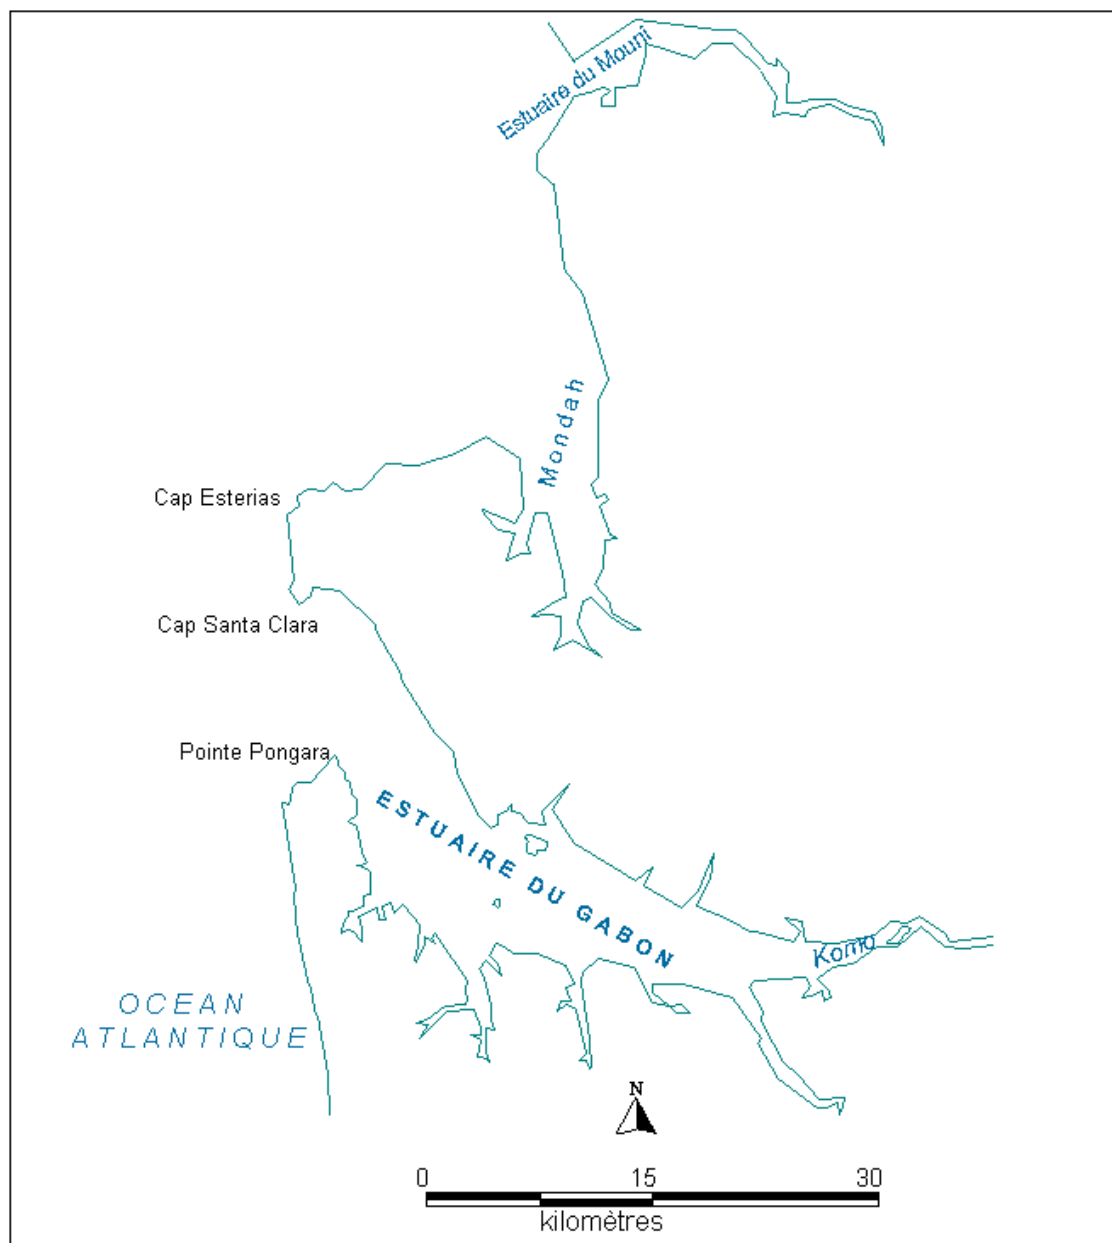 Estuaire du Mouni
Mondah
Cap Esterias
Cap Santa Clara
Pointe Pongara
ESTUAIRE DU GABON
Komo
OCEAN
ATLANTIQUE
N
0 15 30
kilomètres